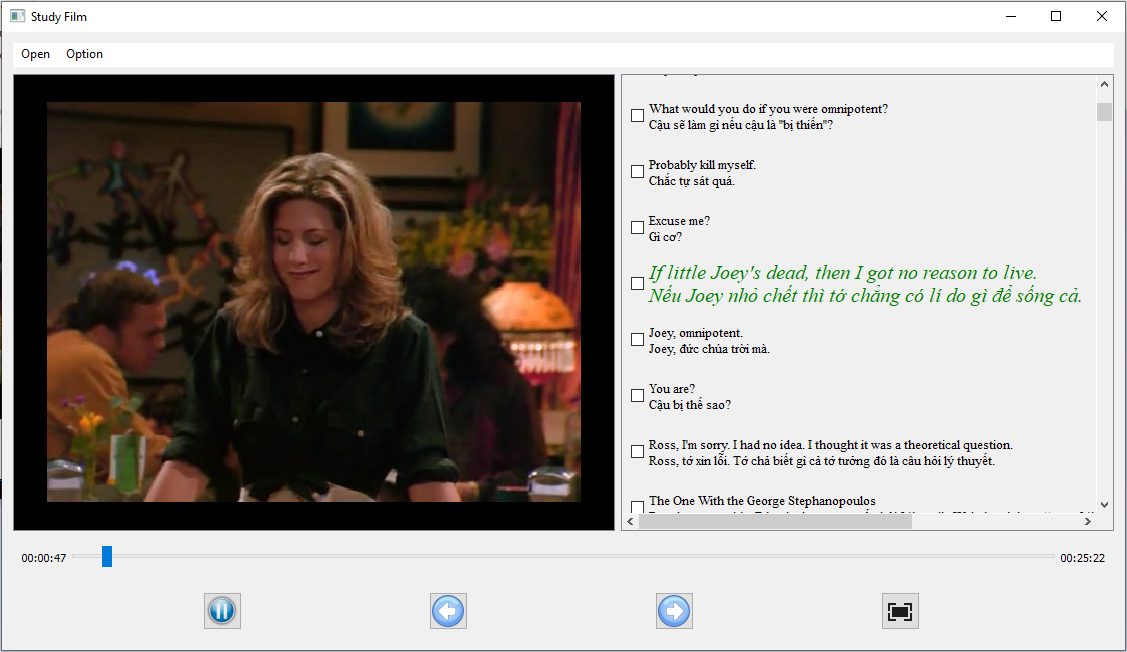 Study Film
Open Option
What would you do if you were omnipotent?
Cậu sẽ làm gì nếu cậu là "bị thiến"?
Probably kill myself.
Chắc tự sát quá.
Excuse me?
Gì cơ?
If little Joey's dead, then I got no reason to live.
Nếu Joey nhỏ chết thì tớ chẳng có lí do gì để sống cả.
Joey, omnipotent.
Joey, đức chúa trời mà.
You are?
Cậu bị thế sao?
Ross, I'm sorry. I had no idea. I thought it was a theoretical question.
Ross, tớ xin lỗi. Tớ chả biết gì cả tớ tưởng đó là câu hỏi lý thuyết.
The One With the George Stephanopoulos
00:00:47
00:25:22